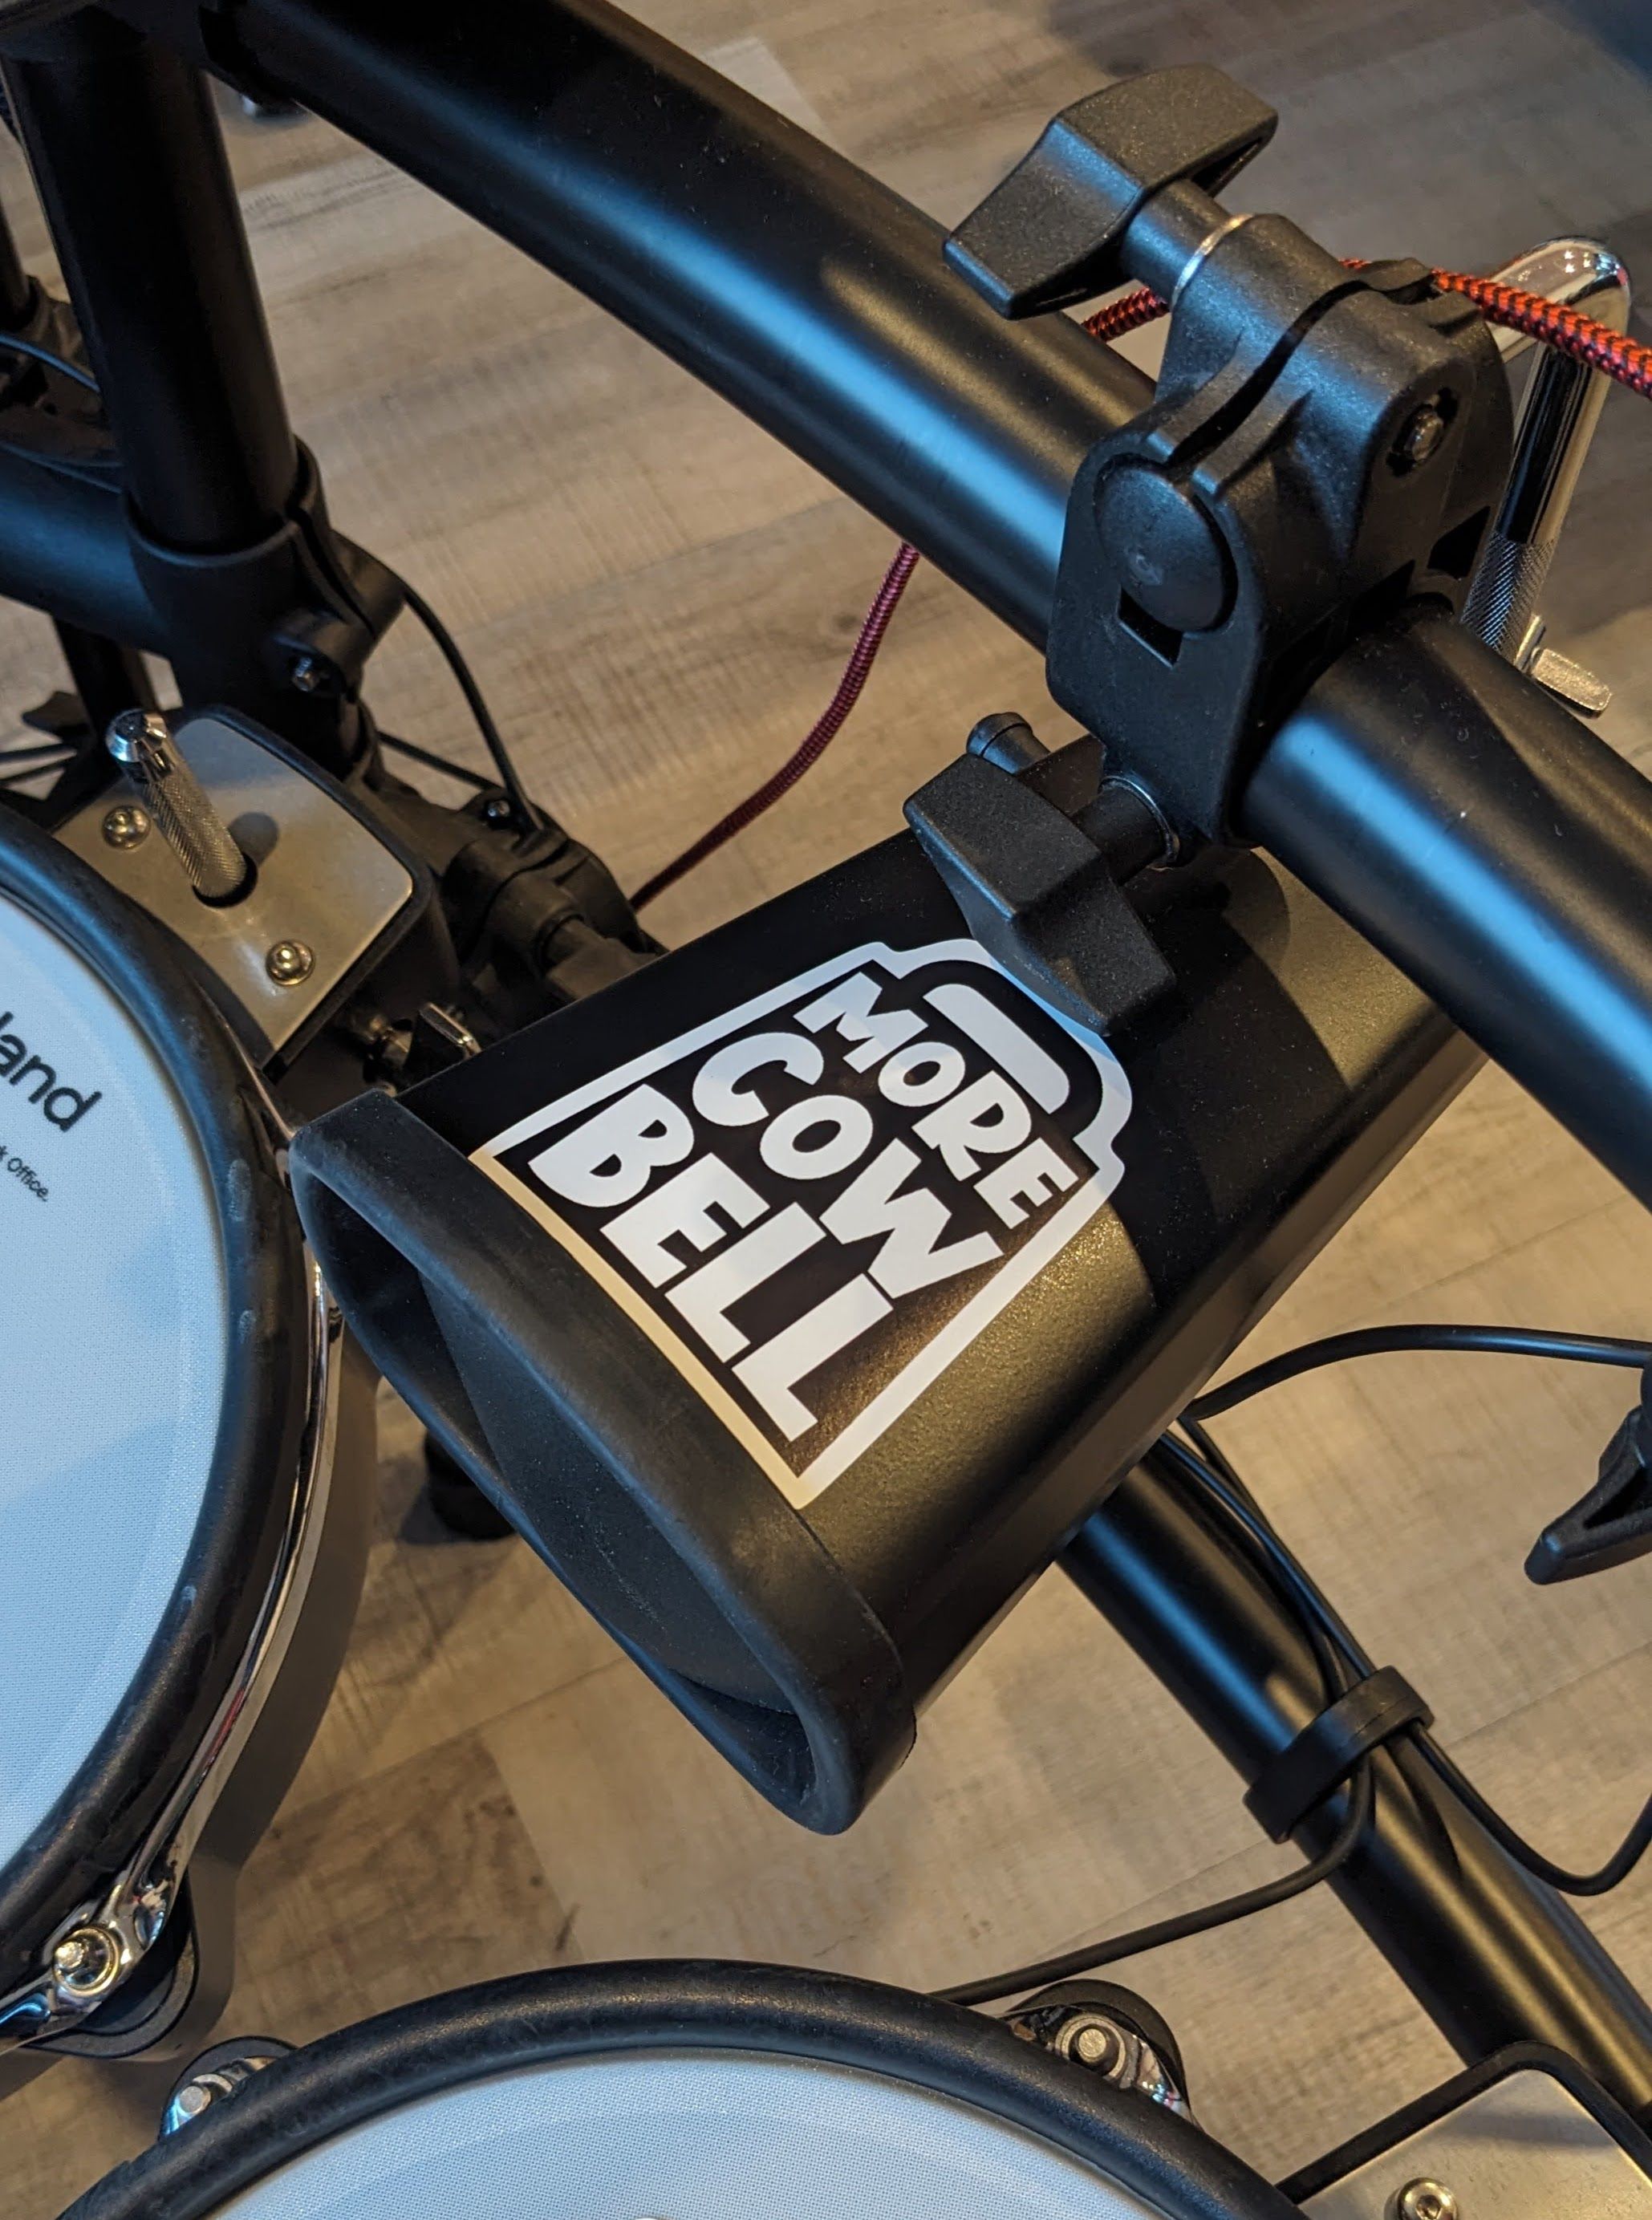 MORE
COW
BELL
land
Office.